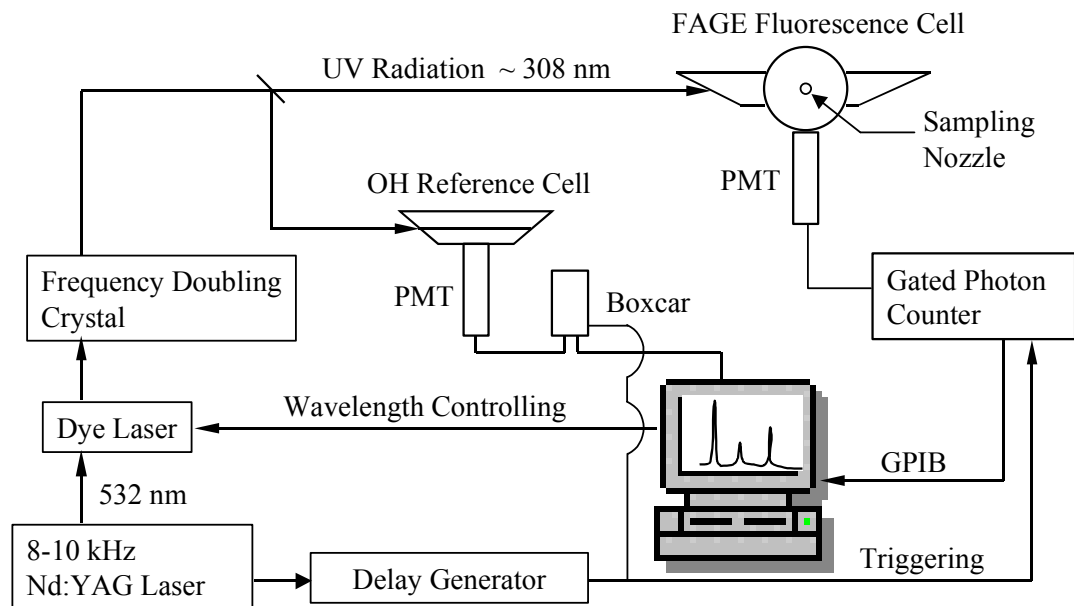 FAGE Fluorescence Cell
UV Radiation ~ 308 nm
Sampling
Nozzle
PMT
OH Reference Cell
Frequency Doubling
Crystal
PMT
Boxcar
Gated Photon
Counter
Wavelength Controlling
Dye Laser
GPIB
532 nm
8-10 kHz
Nd:YAG Laser
Delay Generator
Triggering